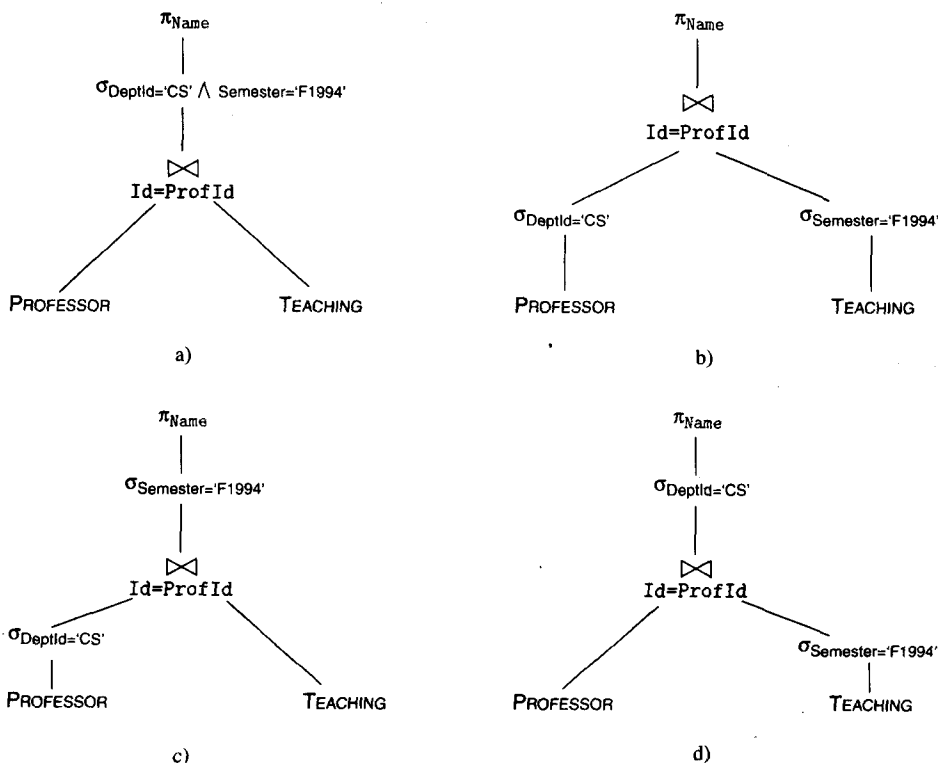 πName
σDeptId='CS' ⋀ Semester='F1994'
⋈
Id=ProfId
PROFESSOR TEACHING
a)
πName
⋈
Id=ProfId
σDeptId='CS' σSemester='F1994'
PROFESSOR TEACHING
b)
πName
σSemester='F1994'
⋈
Id=ProfId
σDeptId='CS'
PROFESSOR TEACHING
c)
πName
σDeptId='CS'
⋈
Id=ProfId
σSemester='F1994'
PROFESSOR TEACHING
d)